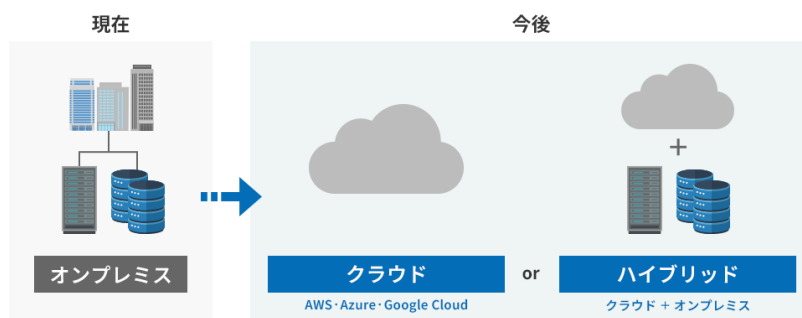 現在
今後
オンプレミス
クラウド
or
ハイブリッド
AWS･Azure･Google Cloud
クラウド + オンプレミス